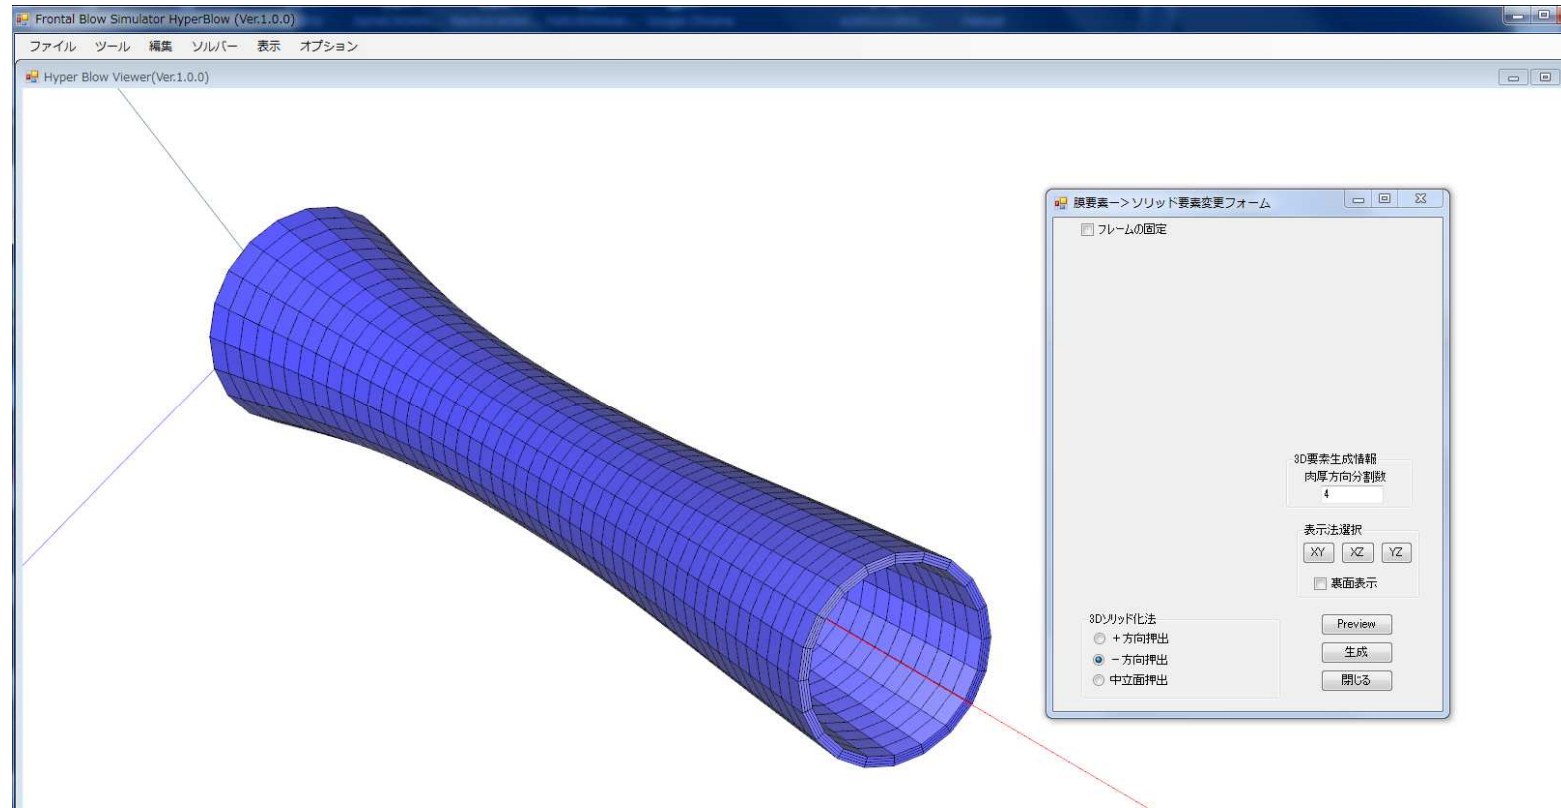 Frontal Blow Simulator HyperBlow (Ver.1.0.0)
ファイル ツール 編集 ソルバー 表示 オプション
Hyper Blow Viewer(Ver.1.0.0)
膜要素ー＞ソリッド要素変更フォーム
フレームの固定
3D要素生成情報
肉厚方向分割数
4
表示法選択
XY XZ YZ
裏面表示
3Dソリッド化法
＋方向押出
－方向押出
中立面押出
Preview
生成
閉じる